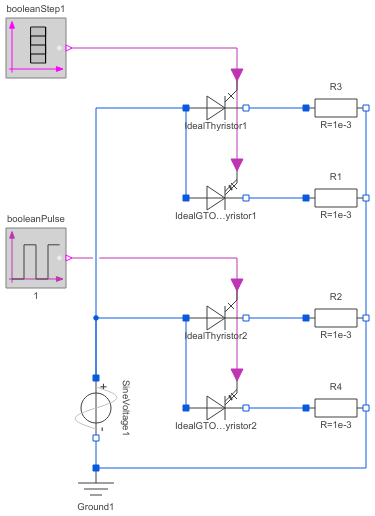 booleanStep1
R3
IdealThyristor1
R=1e-3
R1
IdealGTO...yristor1
R=1e-3
booleanPulse
1
R2
IdealThyristor2
R=1e-3
+
SineVoltage1
-
R4
IdealGTO...yristor2
R=1e-3
Ground1